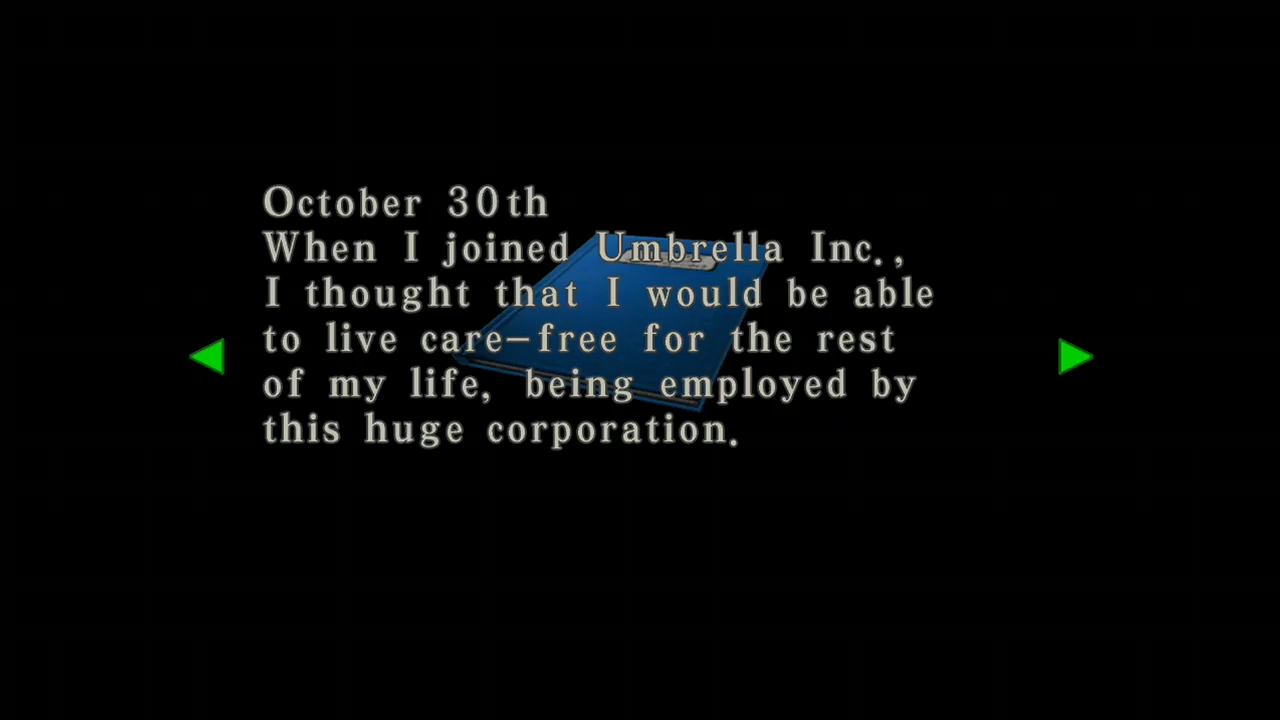 October 30th
When I joined Umbrella Inc.,
I thought that I would be able
to live care-free for the rest
of my life, being employed by
this huge corporation.